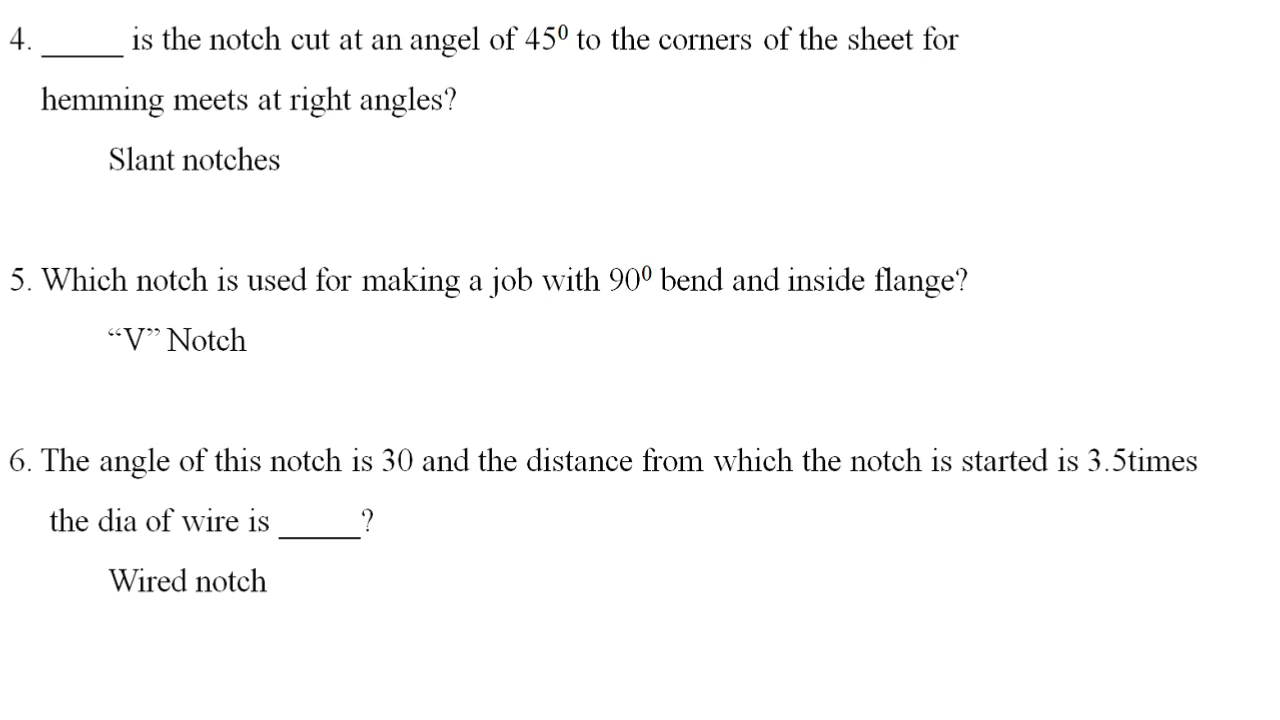 4. _____ is the notch cut at an angel of 45⁰ to the corners of the sheet for
hemming meets at right angles?
Slant notches
5. Which notch is used for making a job with 90⁰ bend and inside flange?
“V” Notch
6. The angle of this notch is 30 and the distance from which the notch is started is 3.5times
the dia of wire is _____?
Wired notch